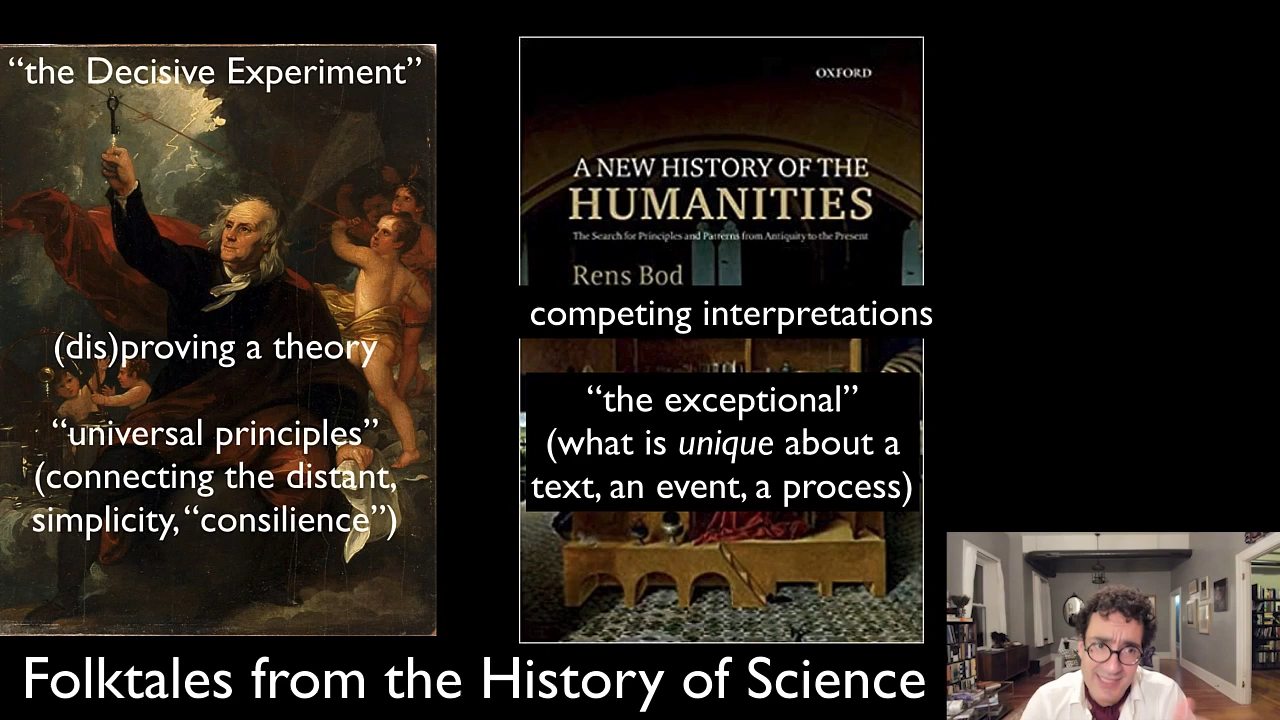 “the Decisive Experiment”
(dis)proving a theory
“universal principles”
(connecting the distant,
simplicity, “consilience”)
OXFORD
A NEW HISTORY OF THE
HUMANITIES
The Search for Principles and Patterns from Antiquity to the Present
Rens Bod
competing interpretations
“the exceptional”
(what is unique about a
text, an event, a process)
Folktales from the History of Science